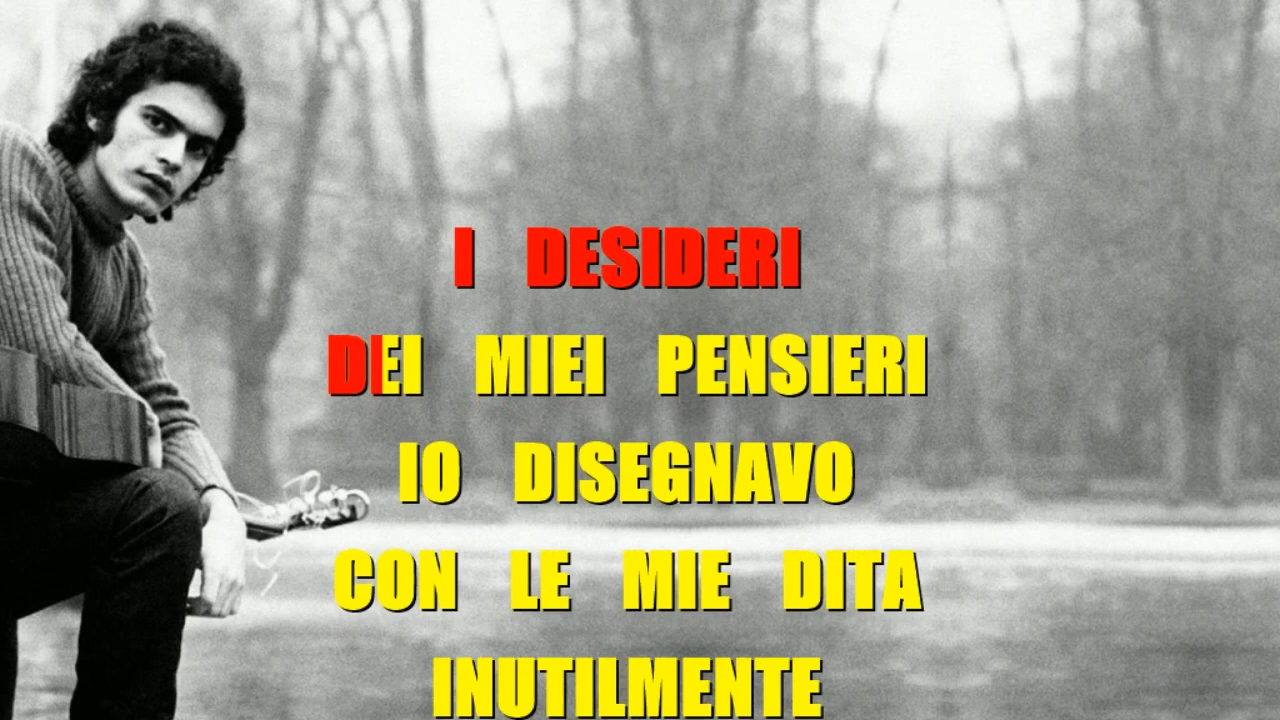 I DESIDERI
DEI MIEI PENSIERI
IO DISEGNAVO
CON LE MIE DITA
INUTILMENTE